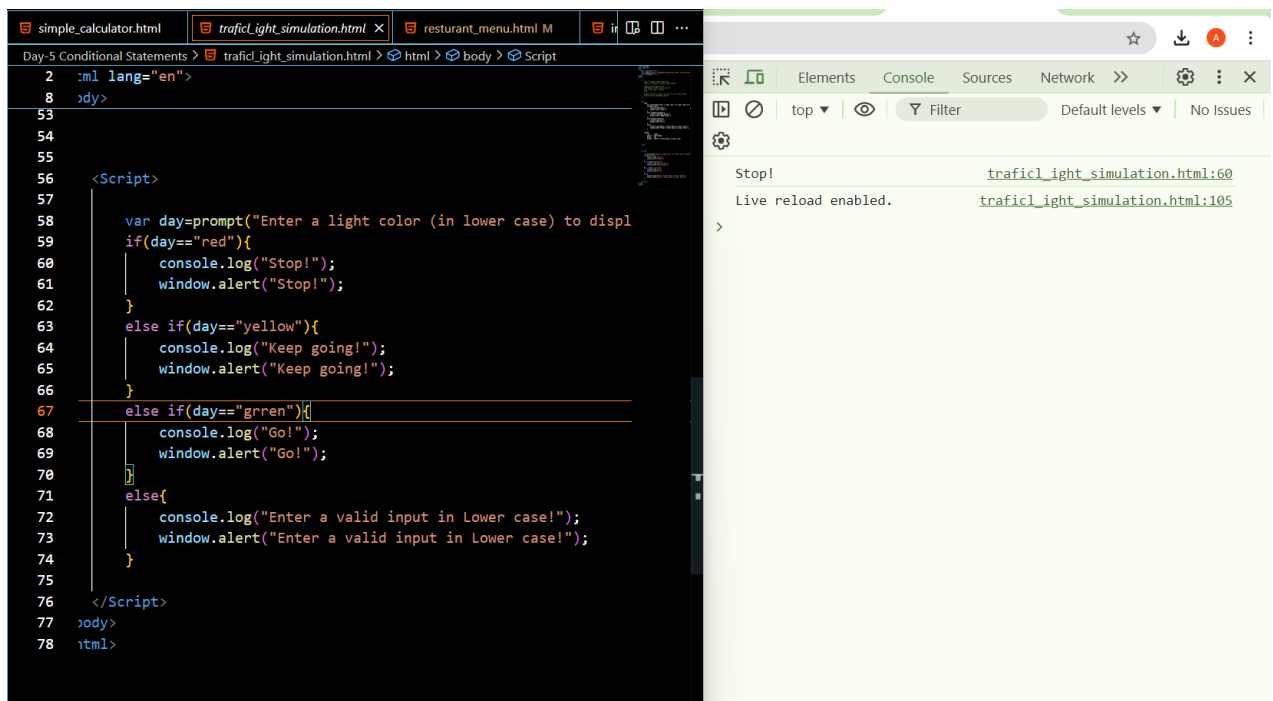 simple_calculator.html traficl_ight_simulation.html resturant_menu.html M
Day-5 Conditional Statements > traficl_ight_simulation.html > html > body > Script
2 :ml lang="en">
8 ody>
53
54
55
56 <Script>
57
58 var day=prompt("Enter a light color (in lower case) to displ
59 if(day=="red"){
60 console.log("Stop!");
61 window.alert("Stop!");
62 }
63 else if(day=="yellow"){
64 console.log("Keep going!");
65 window.alert("Keep going!");
66 }
67 else if(day=="grren"){
68 console.log("Go!");
69 window.alert("Go!");
70 }
71 else{
72 console.log("Enter a valid input in Lower case!");
73 window.alert("Enter a valid input in Lower case!");
74 }
75
76 </Script>
77 body>
78 html>
A
Elements Console Sources Network
top Filter Default levels No Issues
Stop! traficl_ight_simulation.html:60
Live reload enabled. traficl_ight_simulation.html:105